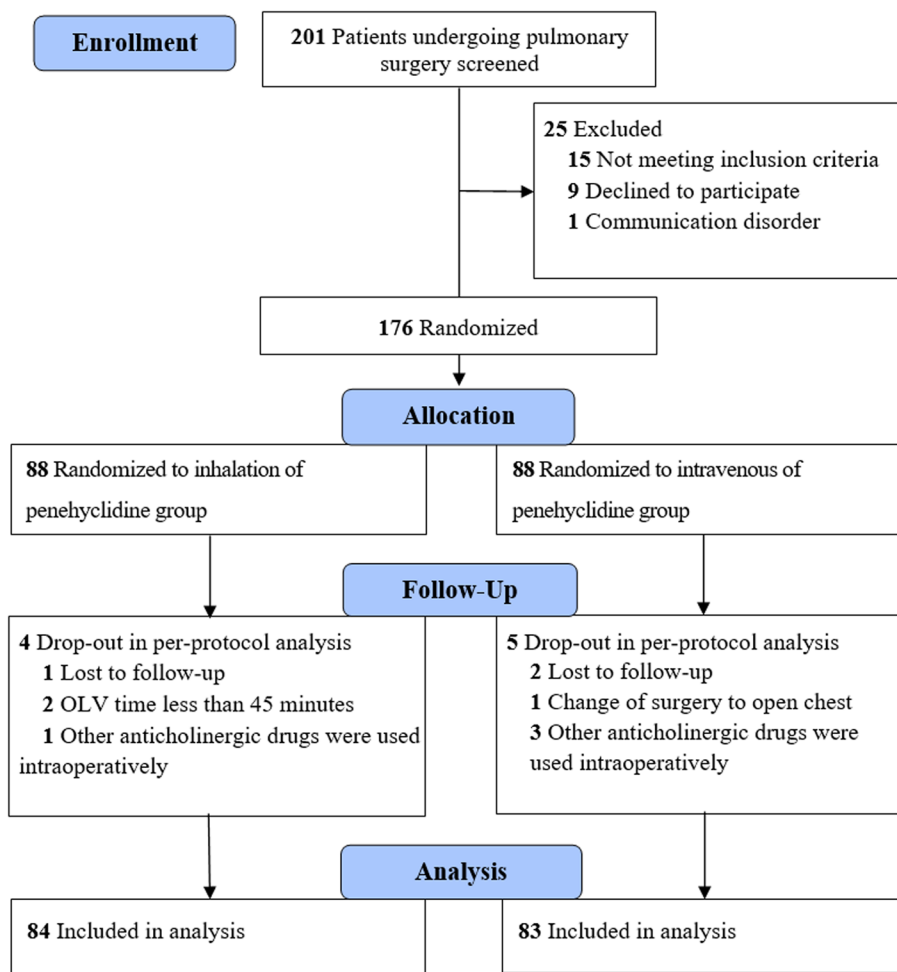 Enrollment
201 Patients undergoing pulmonary
surgery screened
25 Excluded
15 Not meeting inclusion criteria
9 Declined to participate
1 Communication disorder
176 Randomized
Allocation
88 Randomized to inhalation of
penehyclidine group
88 Randomized to intravenous of
penehyclidine group
Follow-Up
4 Drop-out in per-protocol analysis
1 Lost to follow-up
2 OLV time less than 45 minutes
1 Other anticholinergic drugs were used
intraoperatively
5 Drop-out in per-protocol analysis
2 Lost to follow-up
1 Change of surgery to open chest
3 Other anticholinergic drugs were
used intraoperatively
Analysis
84 Included in analysis
83 Included in analysis